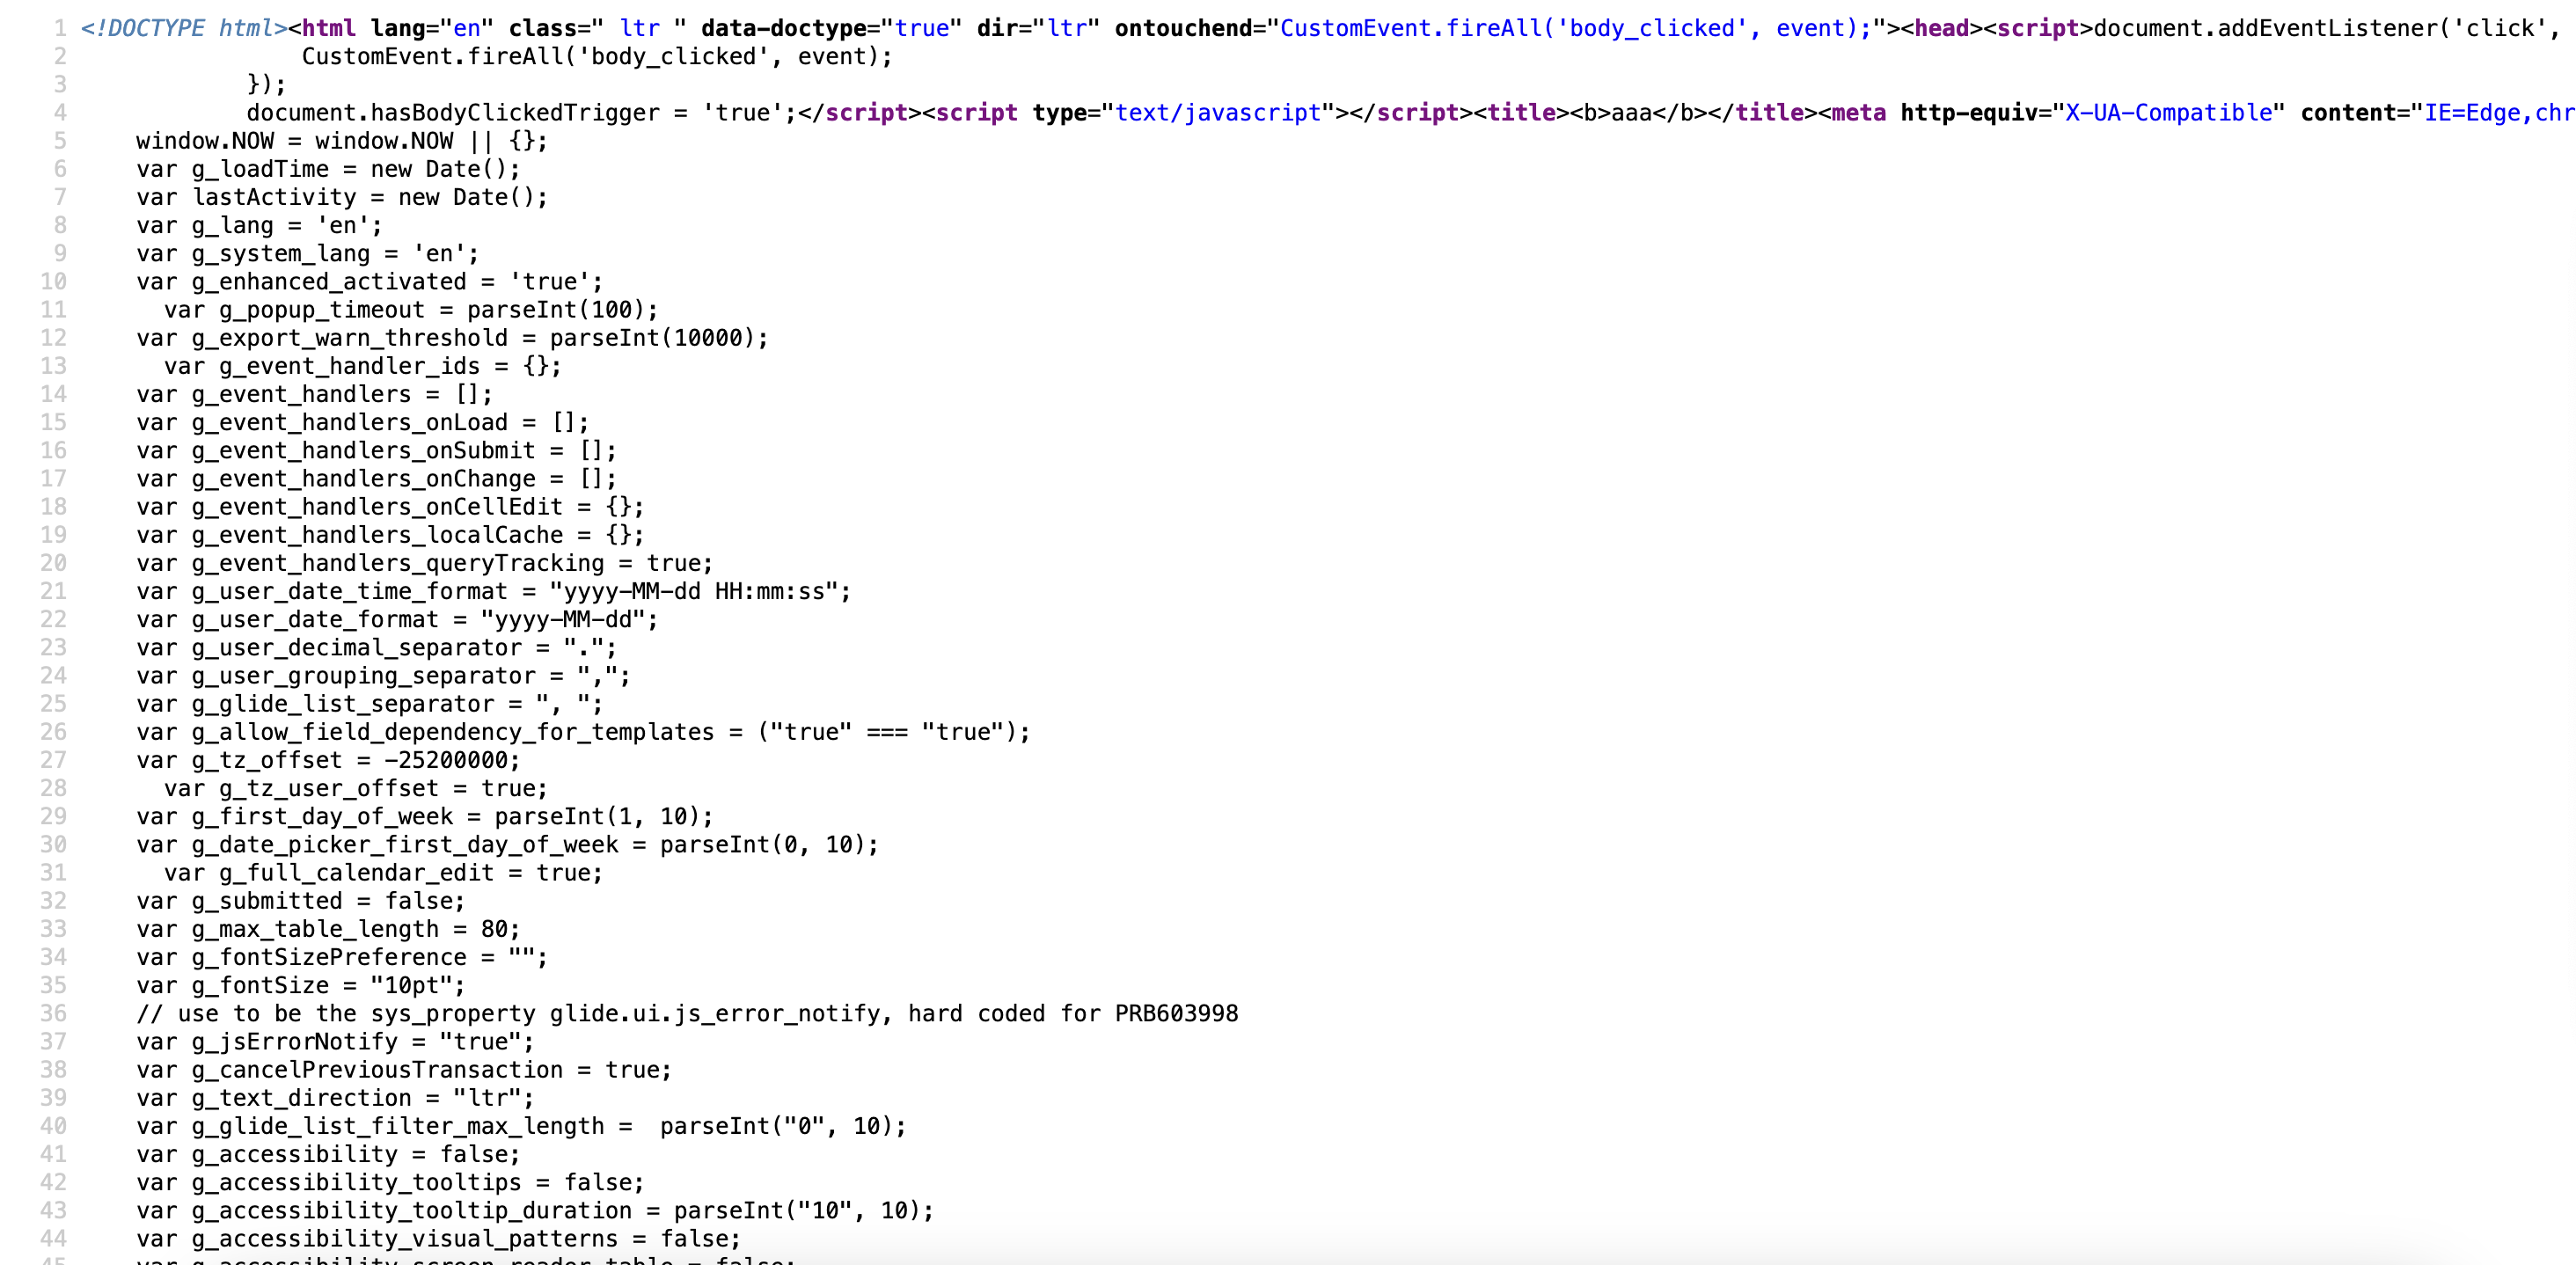 1 <!DOCTYPE html><html lang="en" class=" ltr " data-doctype="true" dir="ltr" ontouchend="CustomEvent.fireAll('body_clicked', event);"><head><script>document.addEventListener('click',
2 CustomEvent.fireAll('body_clicked', event);
3 });
4 document.hasBodyClickedTrigger = 'true';</script><script type="text/javascript"></script><title><b>aaa</b></title><meta http-equiv="X-UA-Compatible" content="IE=Edge,chr
5 window.NOW = window.NOW || {};
6 var g_loadTime = new Date();
7 var lastActivity = new Date();
8 var g_lang = 'en';
9 var g_system_lang = 'en';
10 var g_enhanced_activated = 'true';
11 var g_popup_timeout = parseInt(100);
12 var g_export_warn_threshold = parseInt(10000);
13 var g_event_handler_ids = {};
14 var g_event_handlers = [];
15 var g_event_handlers_onLoad = [];
16 var g_event_handlers_onSubmit = [];
17 var g_event_handlers_onChange = [];
18 var g_event_handlers_onCellEdit = {};
19 var g_event_handlers_localCache = {};
20 var g_event_handlers_queryTracking = true;
21 var g_user_date_time_format = "yyyy-MM-dd HH:mm:ss";
22 var g_user_date_format = "yyyy-MM-dd";
23 var g_user_decimal_separator = ".";
24 var g_user_grouping_separator = ",";
25 var g_glide_list_separator = ", ";
26 var g_allow_field_dependency_for_templates = ("true" === "true");
27 var g_tz_offset = -25200000;
28 var g_tz_user_offset = true;
29 var g_first_day_of_week = parseInt(1, 10);
30 var g_date_picker_first_day_of_week = parseInt(0, 10);
31 var g_full_calendar_edit = true;
32 var g_submitted = false;
33 var g_max_table_length = 80;
34 var g_fontSizePreference = "";
35 var g_fontSize = "10pt";
36 // use to be the sys_property glide.ui.js_error_notify, hard coded for PRB603998
37 var g_jsErrorNotify = "true";
38 var g_cancelPreviousTransaction = true;
39 var g_text_direction = "ltr";
40 var g_glide_list_filter_max_length =  parseInt("0", 10);
41 var g_accessibility = false;
42 var g_accessibility_tooltips = false;
43 var g_accessibility_tooltip_duration = parseInt("10", 10);
44 var g_accessibility_visual_patterns = false;
45 var g_accessibility_screen_reader_table = false;